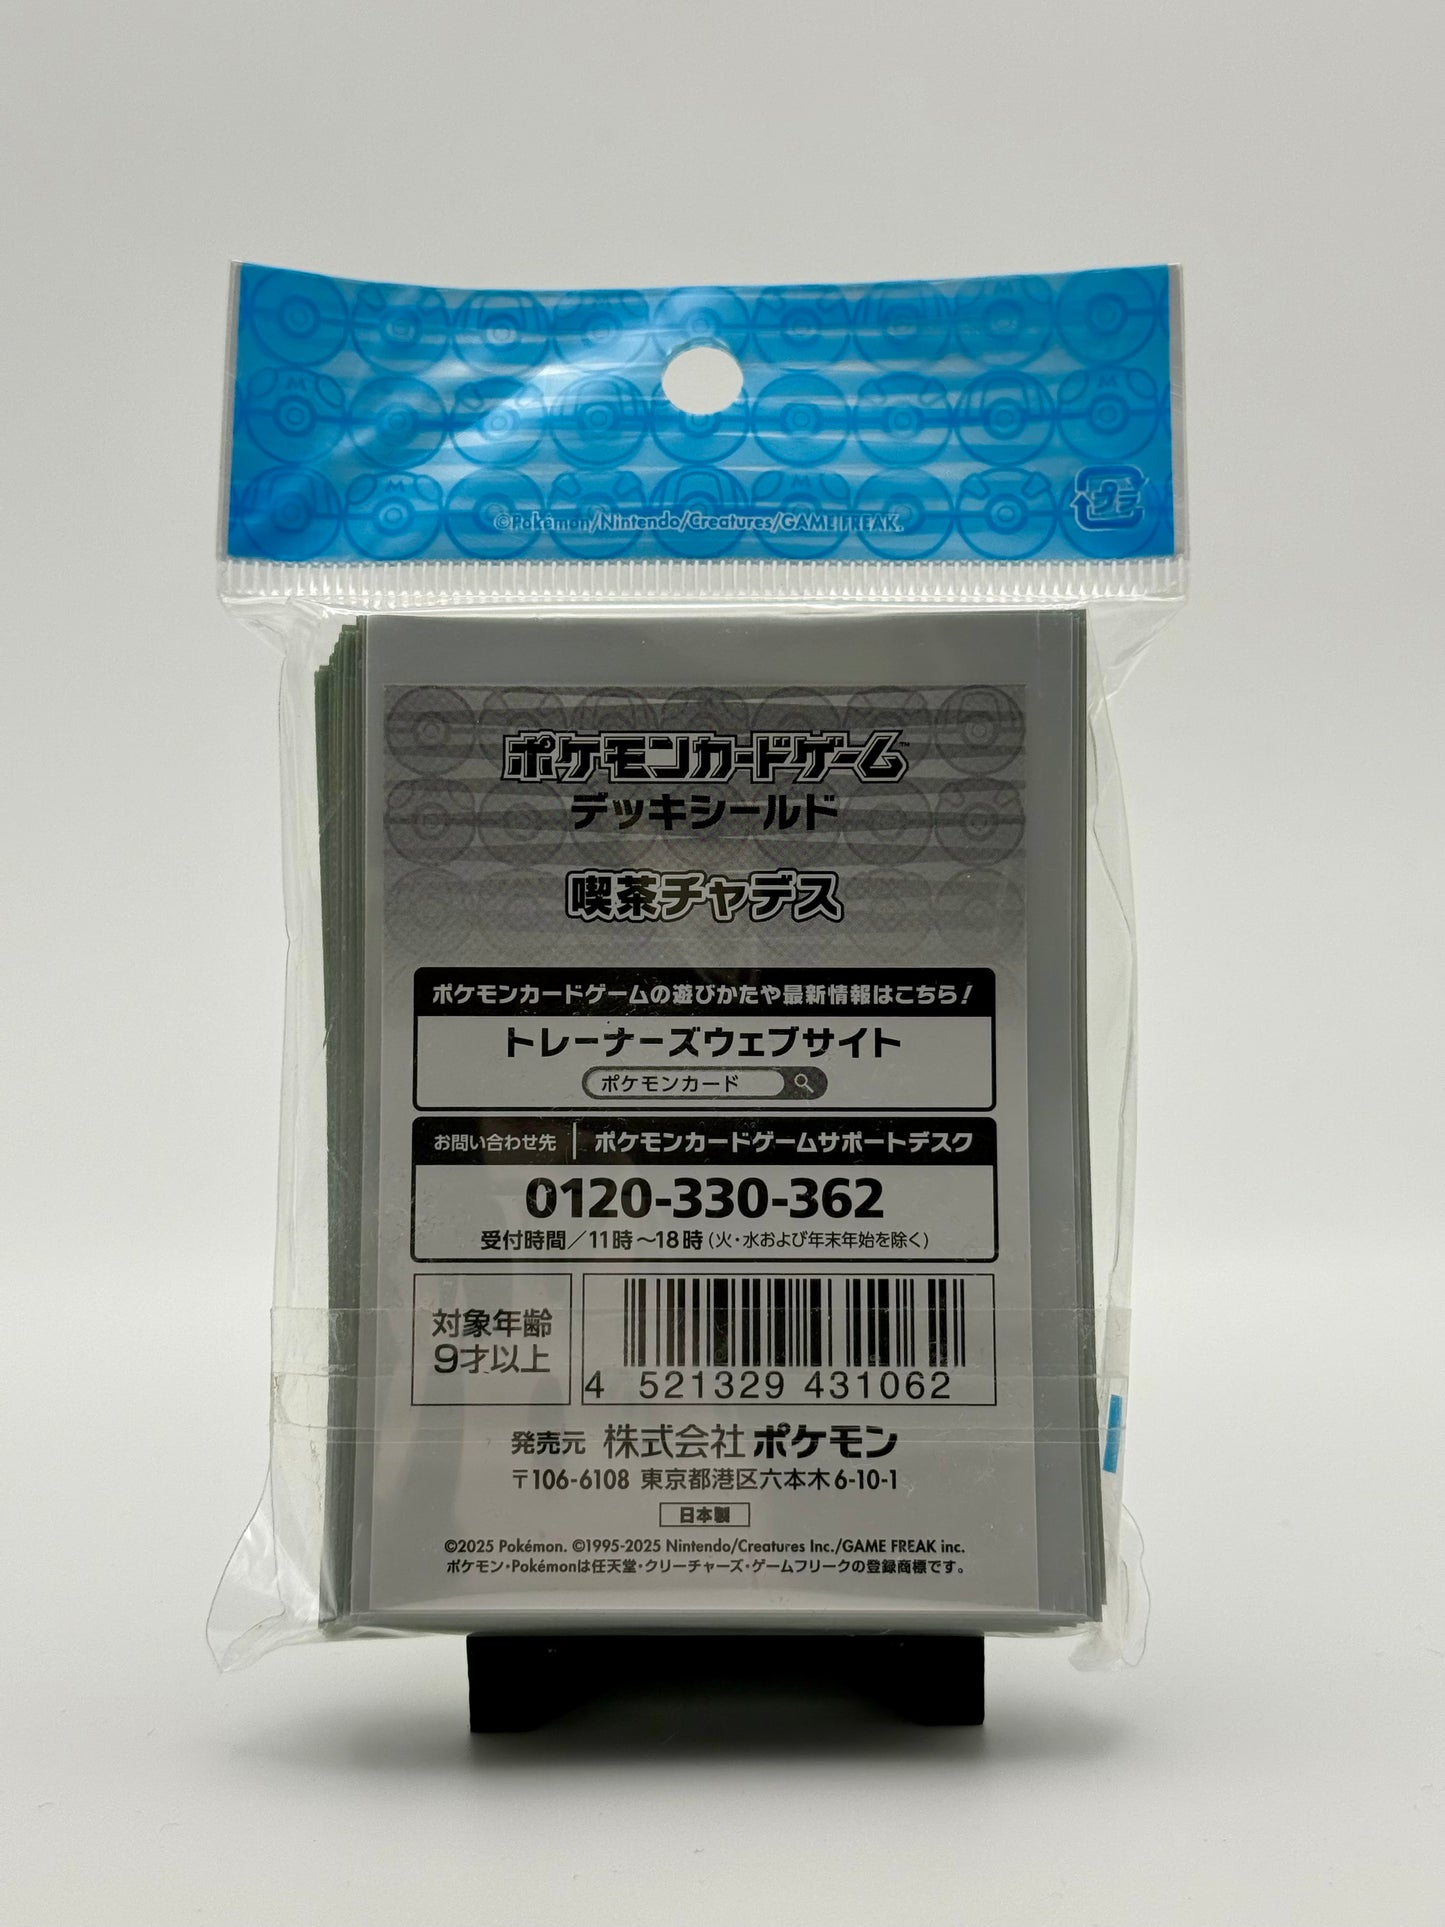 ©Pokémon/Nintendo/Creatures/GAME FREAK.
プラ
ポケモンカードゲーム™
デッキシールド
喫茶チャデス
ポケモンカードゲームの遊びかたや最新情報はこちら!
トレーナーズウェブサイト
ポケモンカード
お問い合わせ先 | ポケモンカードゲームサポートデスク
0120-330-362
受付時間/11時~18時(火・水および年末年始を除く)
対象年齢
9才以上
4 521329 431062
発売元 株式会社ポケモン
〒106-6108 東京都港区六本木6-10-1
日本製
©2025 Pokémon. ©1995-2025 Nintendo/Creatures Inc./GAME FREAK inc.
ポケモン・Pokémonは任天堂・クリーチャーズ・ゲームフリークの登録商標です。